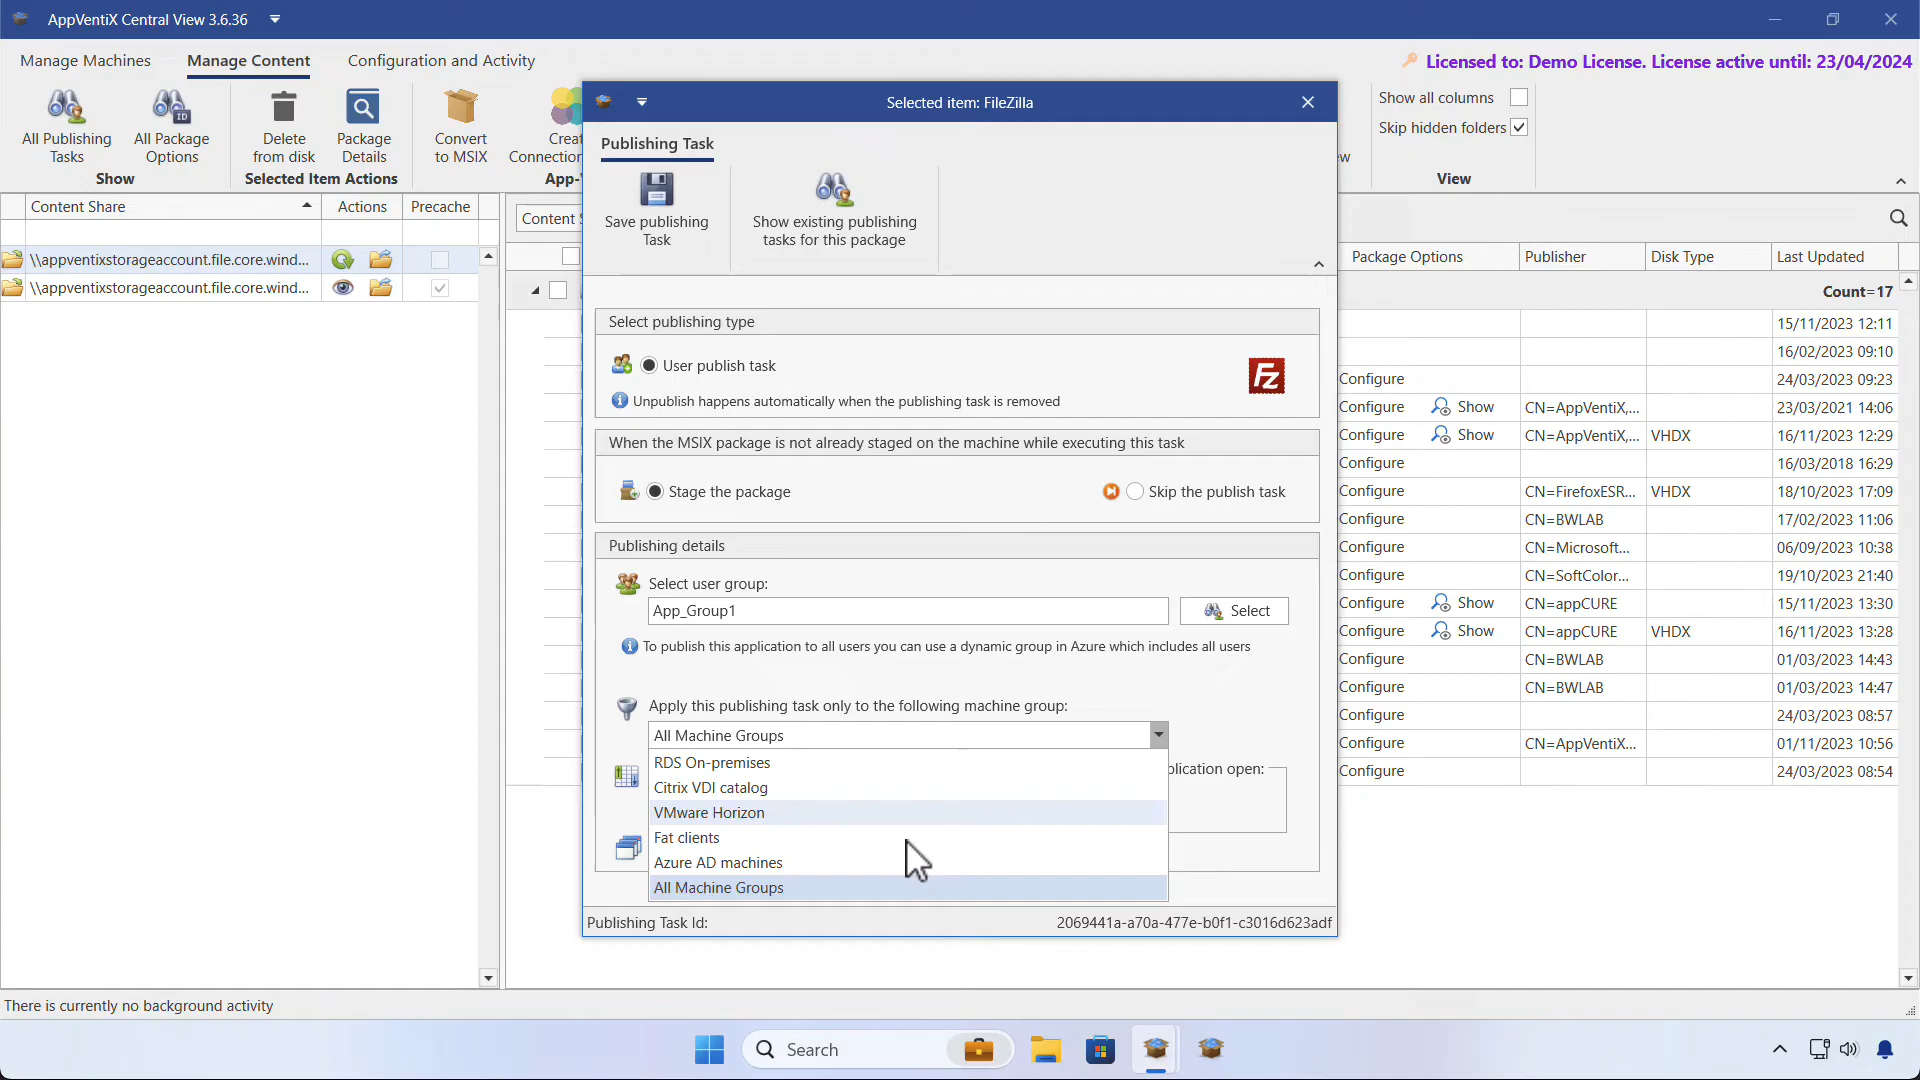 AppVentiX Central View 3.6.36
Manage Machines
Manage Content
Configuration and Activity
Licensed to: Demo License. License active until: 23/04/2024
All Publishing
Tasks
All Package
Options
Show
Delete
from disk
Package
Details
Selected Item Actions
Convert
to MSIX
Creat
Connection
App-
Show all columns
Skip hidden folders
View
Content Share
Actions
Precache
\\appventixstorageaccount.file.core.wind...
\\appventixstorageaccount.file.core.wind...
Content S
Selected item: FileZilla
Publishing Task
Save publishing
Task
Show existing publishing
tasks for this package
Select publishing type
User publish task
Unpublish happens automatically when the publishing task is removed
Fz
When the MSIX package is not already staged on the machine while executing this task
Stage the package
Skip the publish task
Publishing details
Select user group:
App_Group1
Select
To publish this application to all users you can use a dynamic group in Azure which includes all users
Apply this publishing task only to the following machine group:
All Machine Groups
RDS On-premises
Citrix VDI catalog
VMware Horizon
Fat clients
Azure AD machines
All Machine Groups
plication open:
Publishing Task Id:
2069441a-a70a-477e-b0f1-c3016d623adf
Package Options
Publisher
Disk Type
Last Updated
Count=17
15/11/2023 12:11
16/02/2023 09:10
Configure 24/03/2023 09:23
Configure Show CN=AppVentiX,... 23/03/2021 14:06
Configure Show CN=AppVentiX,... VHDX 16/11/2023 12:29
Configure 16/03/2018 16:29
Configure CN=FirefoxESR... VHDX 18/10/2023 17:09
Configure CN=BWLAB 17/02/2023 11:06
Configure CN=Microsoft... 06/09/2023 10:38
Configure CN=SoftColor... 19/10/2023 21:40
Configure Show CN=appCURE 15/11/2023 13:30
Configure Show CN=appCURE VHDX 16/11/2023 13:28
Configure CN=BWLAB 01/03/2023 14:43
Configure CN=BWLAB 01/03/2023 14:47
Configure 24/03/2023 08:57
Configure CN=AppVentiX... 01/11/2023 10:56
Configure 24/03/2023 08:54
There is currently no background activity
Search